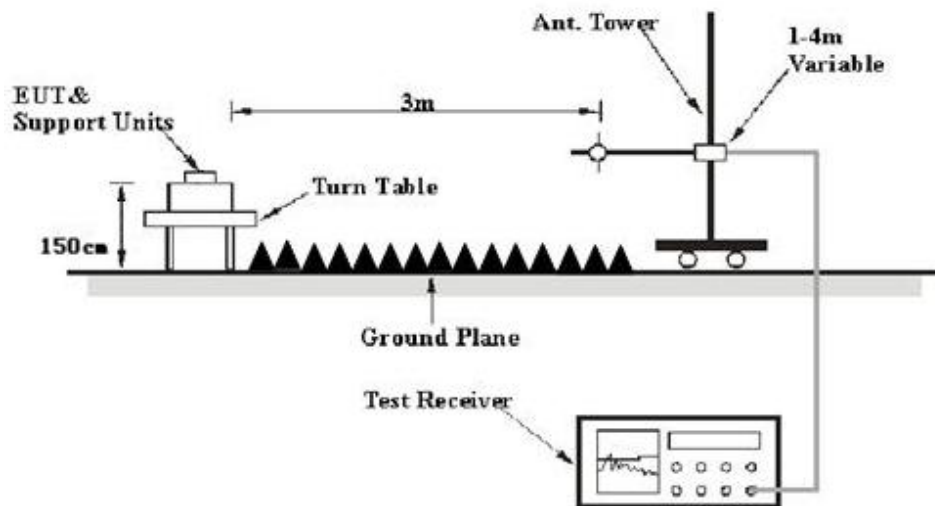 Ant. Tower
1-4m
Variable
EUT&
Support Units
3m
Turn Table
150cm
Ground Plane
Test Receiver